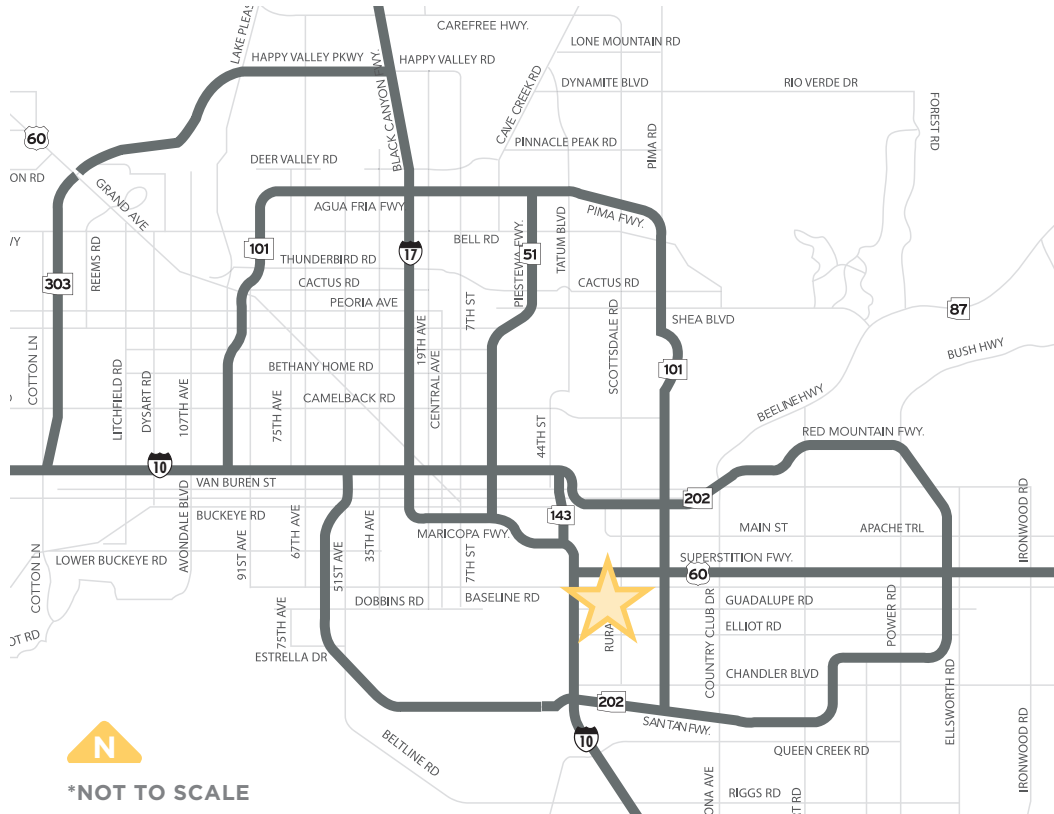 CAREFREE HWY.
LAKE PLEAS
LONE MOUNTAIN RD
HAPPY VALLEY PKWY
HAPPY VALLEY RD
BLACK CANYON FWY.
CAVE CREEK RD
DYNAMITE BLVD
RIO VERDE DR
FOREST RD
60
PINNACLE PEAK RD
PIMA RD
DEER VALLEY RD
ON RD
GRAND AVE
AGUA FRIA FWY.
PIMA FWY.
WY
REEMS RD
101
17
BELL RD
PIESTEWA FWY.
51
TATUM BLVD
THUNDERBIRD RD
303
CACTUS RD
CACTUS RD
PEORIA AVE
7TH ST
SCOTTSDALE RD
SHEA BLVD
87
COTTON LN
19TH AVE
CENTRAL AVE
BUSH HWY
LITCHFIELD RD
DYSART RD
107TH AVE
75TH AVE
BETHANY HOME RD
101
CAMELBACK RD
BEELINE HWY
44TH ST
RED MOUNTAIN FWY.
10
VAN BUREN ST
202
AVONDALE BLVD
BUCKEYE RD
143
IRONWOOD RD
91ST AVE
67TH AVE
51ST AVE
35TH AVE
MARICOPA FWY.
MAIN ST
APACHE TRL
LOWER BUCKEYE RD
7TH ST
SUPERSTITION FWY.
60
COTTON LN
75TH AVE
DOBBINS RD
BASELINE RD
RURA
COUNTRY CLUB DR
GUADALUPE RD
POWER RD
OT RD
ELLIOT RD
ESTRELLA DR
CHANDLER BLVD
ELLSWORTH RD
202
SAN TAN FWY.
10
BELTLINE RD
QUEEN CREEK RD
IRONWOOD RD
N
*NOT TO SCALE
ONA AVE
RIGGS RD
RT RD